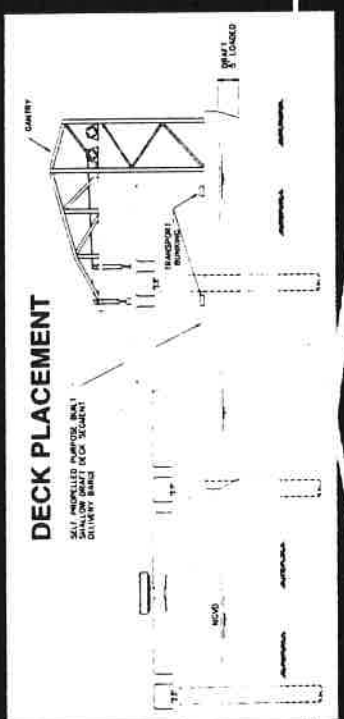 DECK PLACEMENT
SELF PROPELLED PURPOSE BUILT
SHALLOW DRAFT DECK SEGMENT
DELIVERY BARGE
GANTRY
TRANSPORT
BUNKING
DRAFT
LOADED
NGVD